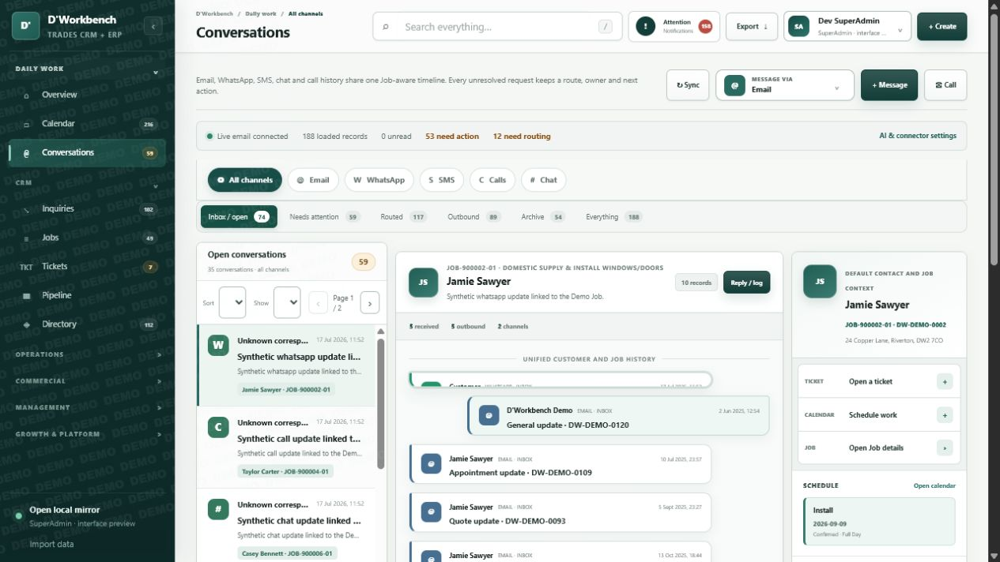 D'
D'Workbench
TRADES CRM + ERP
DAILY WORK
Overview
Calendar 216
Conversations 59
CRM
Inquiries 102
Jobs 49
TKT Tickets 7
Pipeline
Directory 112
OPERATIONS
COMMERCIAL
MANAGEMENT
GROWTH & PLATFORM
Open local mirror
SuperAdmin · interface preview
Import data
D'Workbench / Daily work / All channels
Conversations
Search everything... /
! Attention
Notifications 158
Export ↓
SA Dev SuperAdmin
SuperAdmin · interface ...
+ Create
Email, WhatsApp, SMS, chat and call history share one Job-aware timeline. Every unresolved request keeps a route, owner and next
action.
↻ Sync
@ MESSAGE VIA
Email
+ Message
☎ Call
Live email connected 188 loaded records 0 unread 53 need action 12 need routing AI & connector settings
All channels @ Email W WhatsApp S SMS C Calls # Chat
Inbox / open 74 Needs attention 59 Routed 117 Outbound 89 Archive 54 Everything 188
Open conversations
35 conversations · all channels
59
Sort Show ‹ Page 1
/ 2 ›
W Unknown corresp... 17 Jul 2026, 11:52
Synthetic whatsapp update li...
Synthetic whatsapp update linked to th...
Jamie Sawyer · JOB-900002-01
C Unknown corresp... 17 Jul 2026, 11:52
Synthetic call update linked t...
Synthetic call update linked to the Dem...
Taylor Carter · JOB-900004-01
# Unknown corresp... 17 Jul 2026, 11:52
Synthetic chat update linked ...
Synthetic chat update linked to the De...
Casey Bennett · JOB-900006-01
JS JOB-900002-01 · DOMESTIC SUPPLY & INSTALL WINDOWS/DOORS
Jamie Sawyer
Synthetic whatsapp update linked to the Demo Job.
10 records
Reply / log
5 received 5 outbound 2 channels
UNIFIED CUSTOMER AND JOB HISTORY
@ D'Workbench Demo EMAIL · INBOX 2 Jun 2025, 12:54
General update · DW-DEMO-0120
@ Jamie Sawyer EMAIL · INBOX 10 Jul 2025, 23:57
Appointment update · DW-DEMO-0109
@ Jamie Sawyer EMAIL · INBOX 5 Sept 2025, 23:27
Quote update · DW-DEMO-0093
@ Jamie Sawyer EMAIL · INBOX 13 Oct 2025, 18:44
JS DEFAULT CONTACT AND JOB
CONTEXT
Jamie Sawyer
JOB-900002-01 · DW-DEMO-0002
24 Copper Lane, Riverton, DW2 7CO
TICKET Open a ticket +
CALENDAR Schedule work +
JOB Open Job details ›
SCHEDULE Open calendar
Install
2026-09-09
Confirmed · Full Day